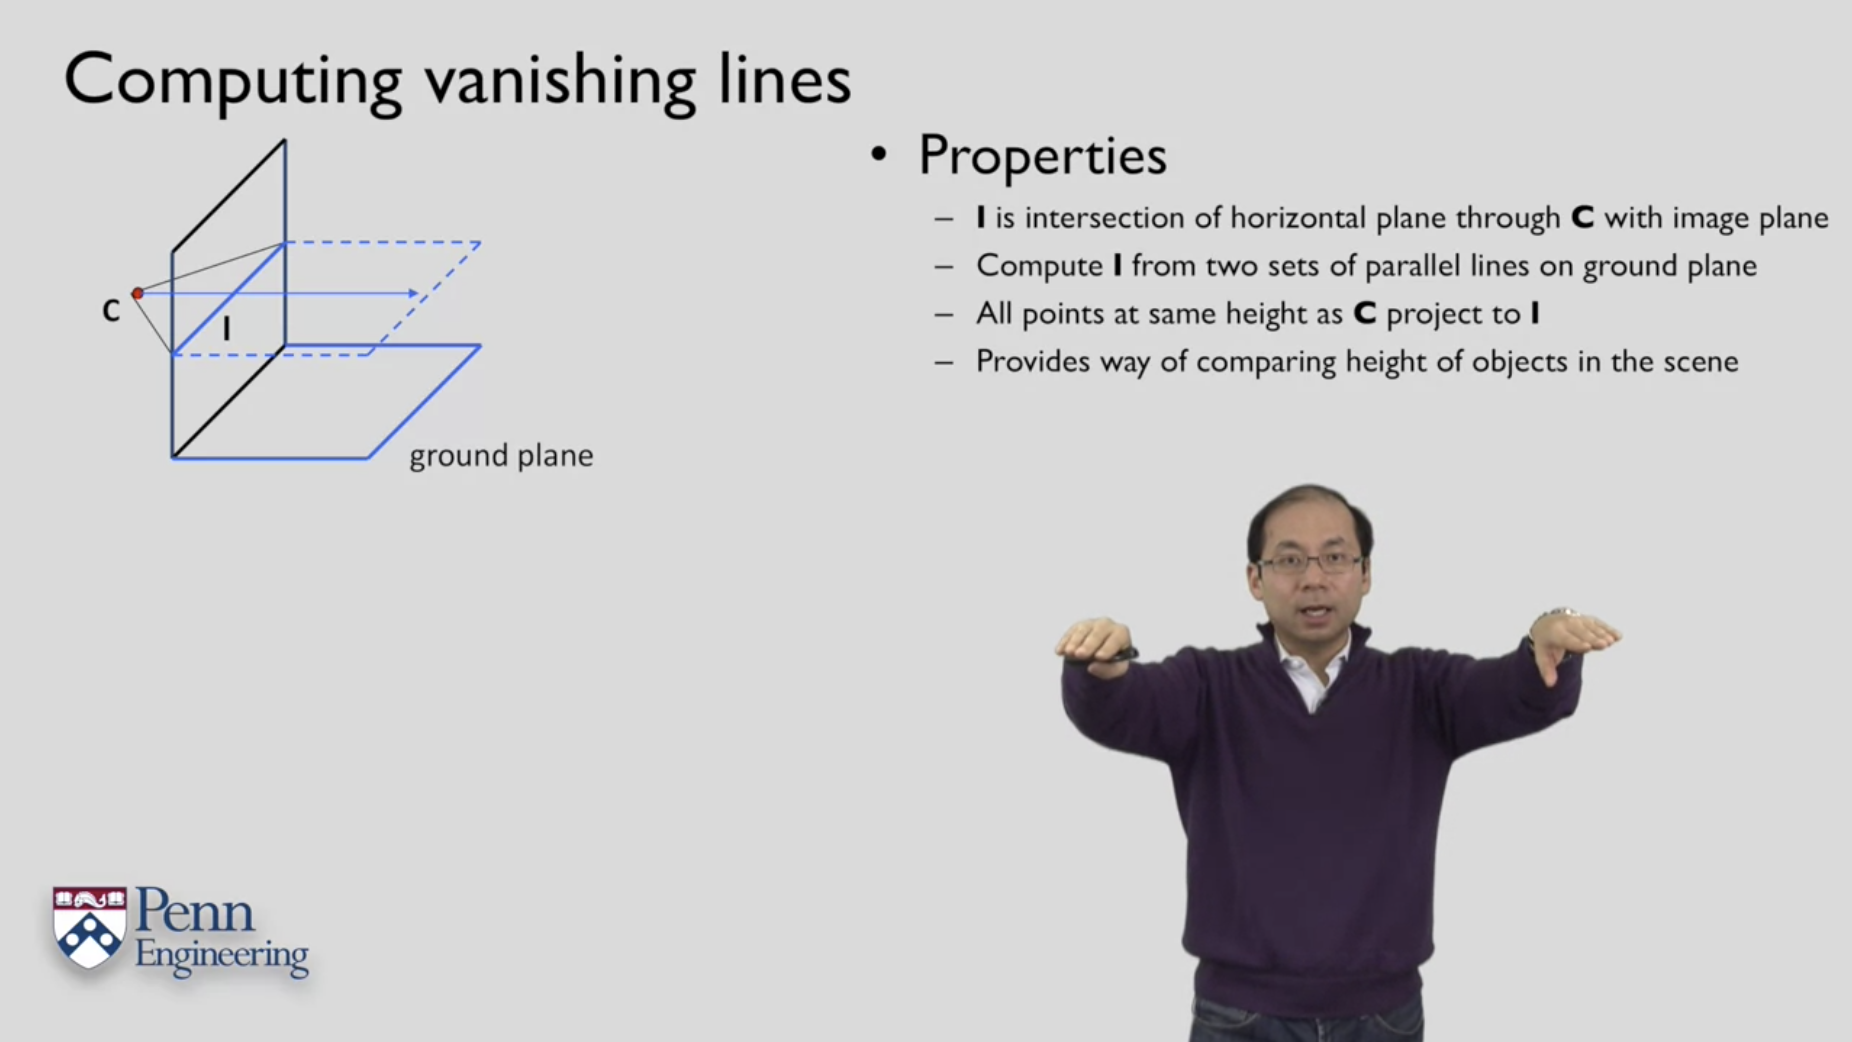 Computing vanishing lines
• Properties
– l is intersection of horizontal plane through C with image plane
– Compute l from two sets of parallel lines on ground plane
– All points at same height as C project to l
– Provides way of comparing height of objects in the scene
C
l
ground plane
Penn
Engineering